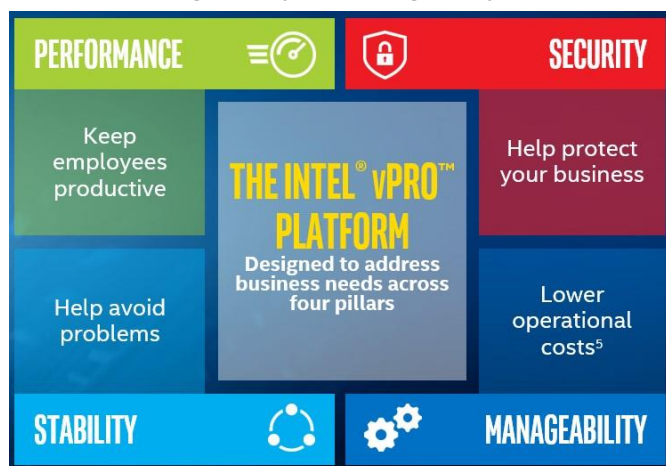 PERFORMANCE
SECURITY
Keep
employees
productive
THE INTEL® vPRO™
PLATFORM
Designed to address
business needs across
four pillars
Help protect
your business
Help avoid
problems
Lower
operational
costs⁵
STABILITY
MANAGEABILITY